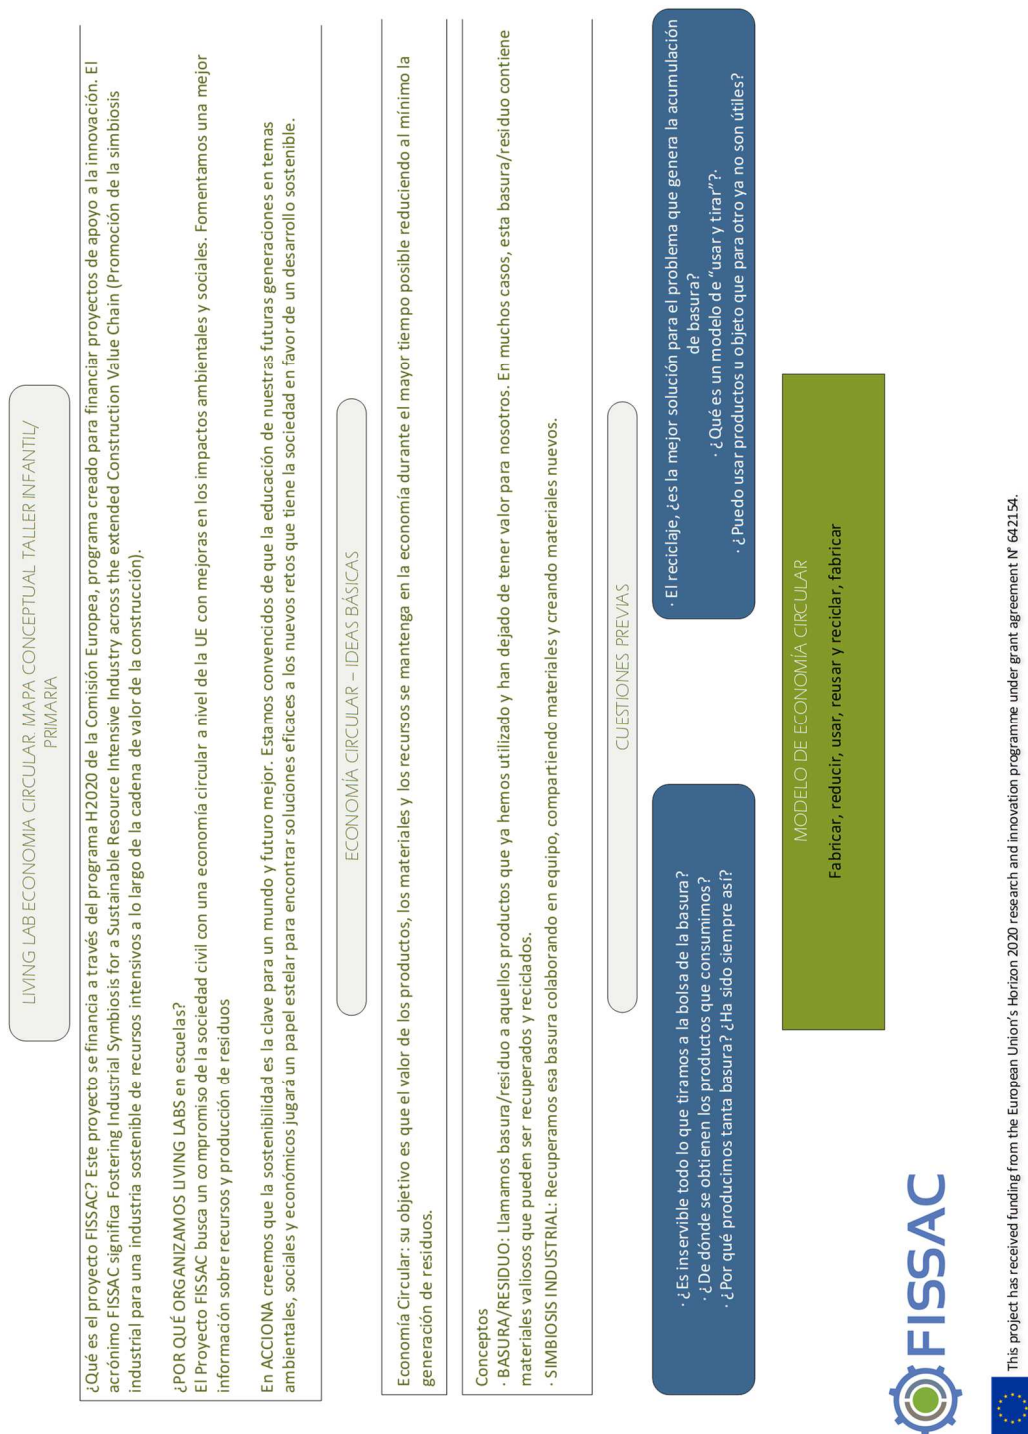 LIVING LAB ECONOMIA CIRCULAR. MAPA CONCEPTUAL TALLER INFANTIL/
PRIMARIA
¿Qué es el proyecto FISSAC? Este proyecto se financia a través del programa H2020 de la Comisión Europea, programa creado para financiar proyectos de apoyo a la innovación. El
acrónimo FISSAC significa Fostering Industrial Symbiosis for a Sustainable Resource Intensive Industry across the extended Construction Value Chain (Promoción de la simbiosis
industrial para una industria sostenible de recursos intensivos a lo largo de la cadena de valor de la construcción).
¿POR QUÉ ORGANIZAMOS LIVING LABS en escuelas?
El Proyecto FISSAC busca un compromiso de la sociedad civil con una economía circular a nivel de la UE con mejoras en los impactos ambientales y sociales. Fomentamos una mejor
información sobre recursos y producción de residuos
En ACCIONA creemos que la sostenibilidad es la clave para un mundo y futuro mejor. Estamos convencidos de que la educación de nuestras futuras generaciones en temas
ambientales, sociales y económicos jugará un papel estelar para encontrar soluciones eficaces a los nuevos retos que tiene la sociedad en favor de un desarrollo sostenible.
ECONOMÍA CIRCULAR – IDEAS BÁSICAS
Economía Circular: su objetivo es que el valor de los productos, los materiales y los recursos se mantenga en la economía durante el mayor tiempo posible reduciendo al mínimo la
generación de residuos.
Conceptos
· BASURA/RESIDUO: Llamamos basura/residuo a aquellos productos que ya hemos utilizado y han dejado de tener valor para nosotros. En muchos casos, esta basura/residuo contiene
materiales valiosos que pueden ser recuperados y reciclados.
· SIMBIOSIS INDUSTRIAL: Recuperamos esa basura colaborando en equipo, compartiendo materiales y creando materiales nuevos.
CUESTIONES PREVIAS
· ¿Es inservible todo lo que tiramos a la bolsa de la basura?
· ¿De dónde se obtienen los productos que consumimos?
· ¿Por qué producimos tanta basura? ¿Ha sido siempre así?
· El reciclaje, ¿es la mejor solución para el problema que genera la acumulación
de basura?
· ¿Qué es un modelo de “usar y tirar”?.
· ¿Puedo usar productos u objeto que para otro ya no son útiles?
MODELO DE ECONOMÍA CIRCULAR
Fabricar, reducir, usar, reusar y reciclar, fabricar
FISSAC
This project has received funding from the European Union’s Horizon 2020 research and innovation programme under grant agreement Nº 642154.